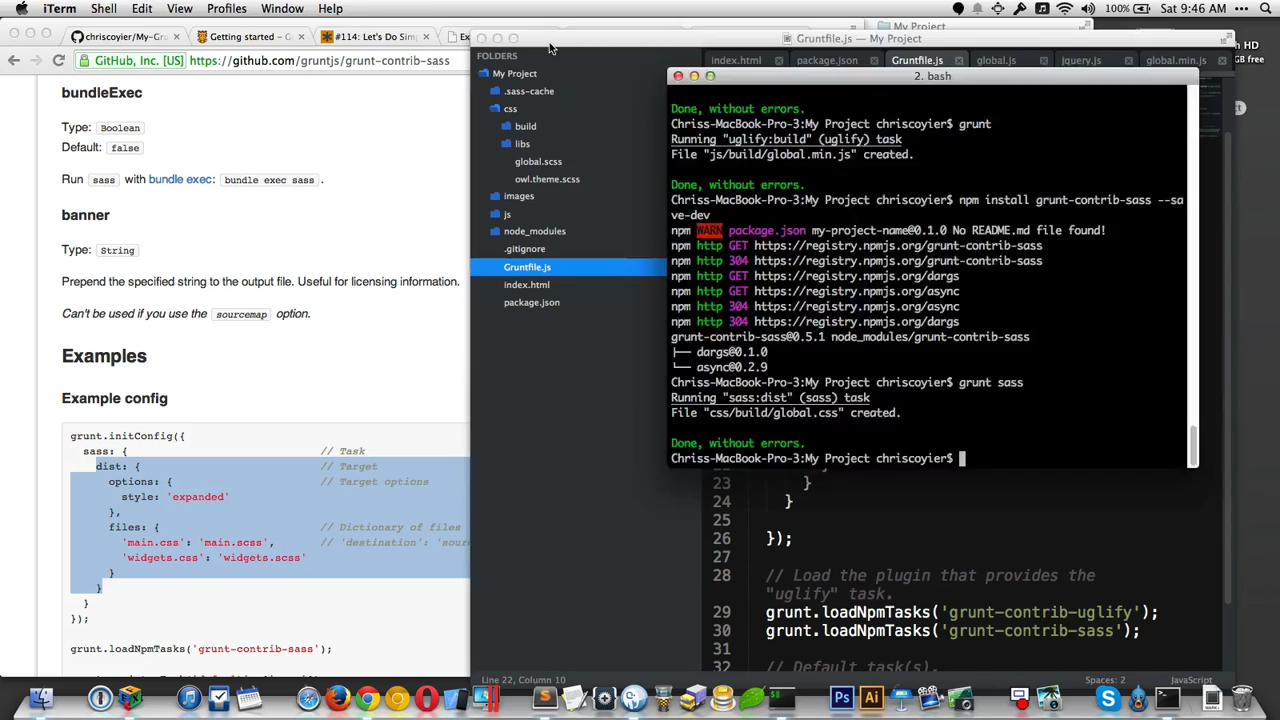 iTerm Shell Edit View Profiles Window Help
100% Sat 9:46 AM
chriscoyier/My-Gr
Getting started - G
#114: Let's Do Simp
Ex
GitHub, Inc. [US] https://github.com/gruntjs/grunt-contrib-sass
bundleExec
Type: Boolean
Default: false
Run sass with bundle exec: bundle exec sass .
banner
Type: String
Prepend the specified string to the output file. Useful for licensing information.
Can't be used if you use the sourcemap option.
Examples
Example config
grunt.initConfig({
sass: { // Task
dist: { // Target
options: { // Target options
style: 'expanded'
},
files: { // Dictionary of files
'main.css': 'main.scss', // 'destination': 'sour
'widgets.css': 'widgets.scss'
}
}
}
});
grunt.loadNpmTasks('grunt-contrib-sass');
My Project
Gruntfile.js — My Project
HD
GB free
FOLDERS
My Project
.sass-cache
css
build
libs
global.scss
owl.theme.scss
images
js
node_modules
.gitignore
Gruntfile.js
index.html
package.json
index.html package.json Gruntfile.js global.js jquery.js global.min.js
2. bash
Done, without errors.
Chriss-MacBook-Pro-3:My Project chriscoyier$ grunt
Running "uglify:build" (uglify) task
File "js/build/global.min.js" created.
Done, without errors.
Chriss-MacBook-Pro-3:My Project chriscoyier$ npm install grunt-contrib-sass --sa
ve-dev
npm WARN package.json my-project-name@0.1.0 No README.md file found!
npm http GET https://registry.npmjs.org/grunt-contrib-sass
npm http 304 https://registry.npmjs.org/grunt-contrib-sass
npm http GET https://registry.npmjs.org/dargs
npm http GET https://registry.npmjs.org/async
npm http 304 https://registry.npmjs.org/async
npm http 304 https://registry.npmjs.org/dargs
grunt-contrib-sass@0.5.1 node_modules/grunt-contrib-sass
├── dargs@0.1.0
└── async@0.2.9
Chriss-MacBook-Pro-3:My Project chriscoyier$ grunt sass
Running "sass:dist" (sass) task
File "css/build/global.css" created.
Done, without errors.
Chriss-MacBook-Pro-3:My Project chriscoyier$
23 }
24 }
25
26 });
27
28 // Load the plugin that provides the
"uglify" task.
29 grunt.loadNpmTasks('grunt-contrib-uglify');
30 grunt.loadNpmTasks('grunt-contrib-sass');
31
32 // Default task(s).
Line 22, Column 10
Spaces: 2
JavaScript
Ps
Ai